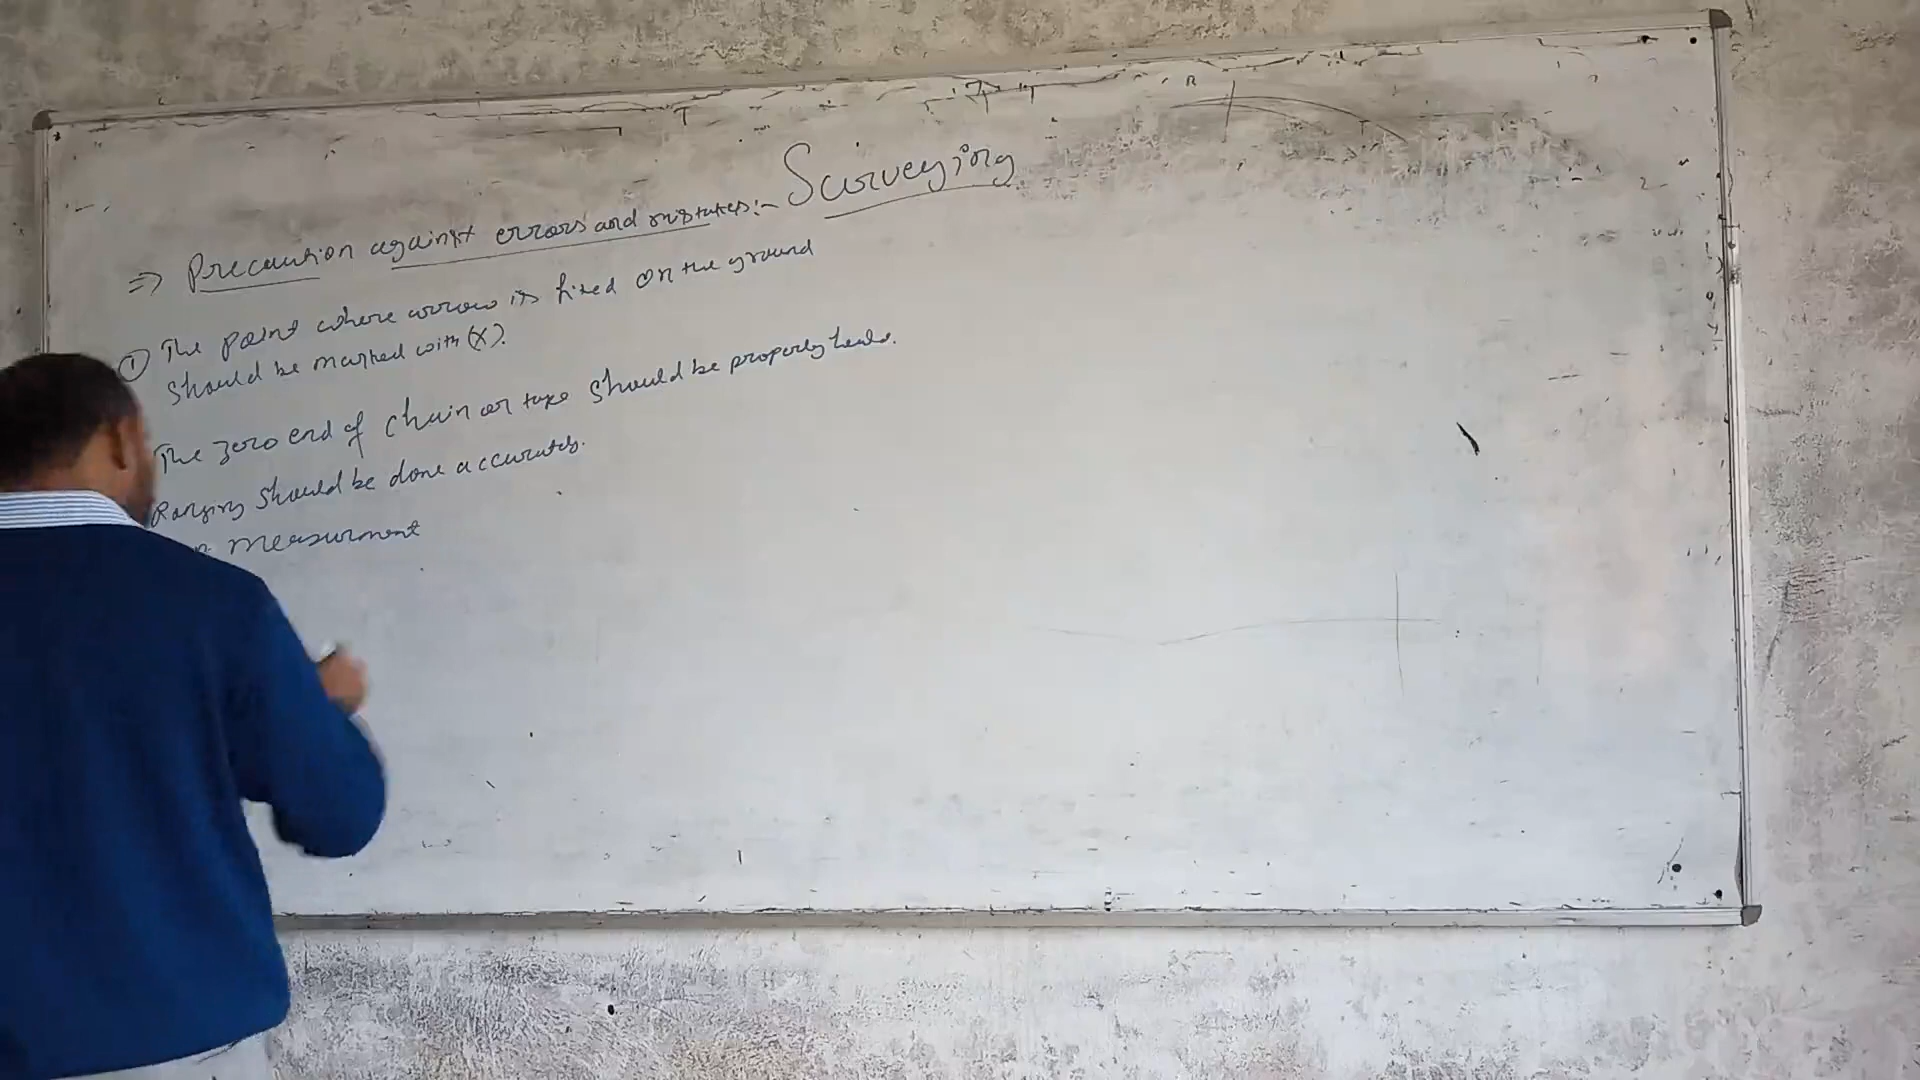 Surveying
⇒ Precaution against errors and mistakes:-
① The point where arrow is fixed on the ground
should be marked with (X).
The zero end of chain or tape should be properly held.
Ranging should be done accurately.
measurment